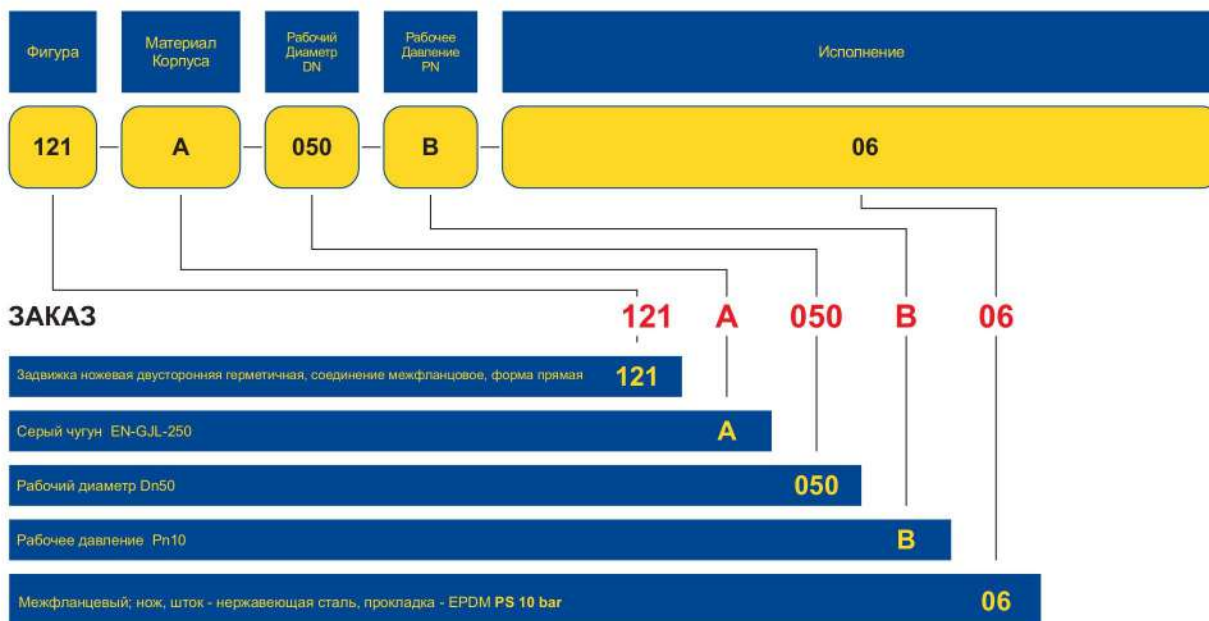 Фигура
Материал
Корпуса
Рабочий
Диаметр
DN
Рабочее
Давление
PN
Исполнение
121
A
050
B
06
ЗАКАЗ
121 A 050 B 06
Задвижка ножевая двусторонняя герметичная, соединение межфланцовое, форма прямая 121
Серый чугун EN-GJL-250 A
Рабочий диаметр Dn50 050
Рабочее давление Pn10 B
Межфланцевый; нож, шток - нержавеющая сталь, прокладка - EPDM PS 10 bar 06